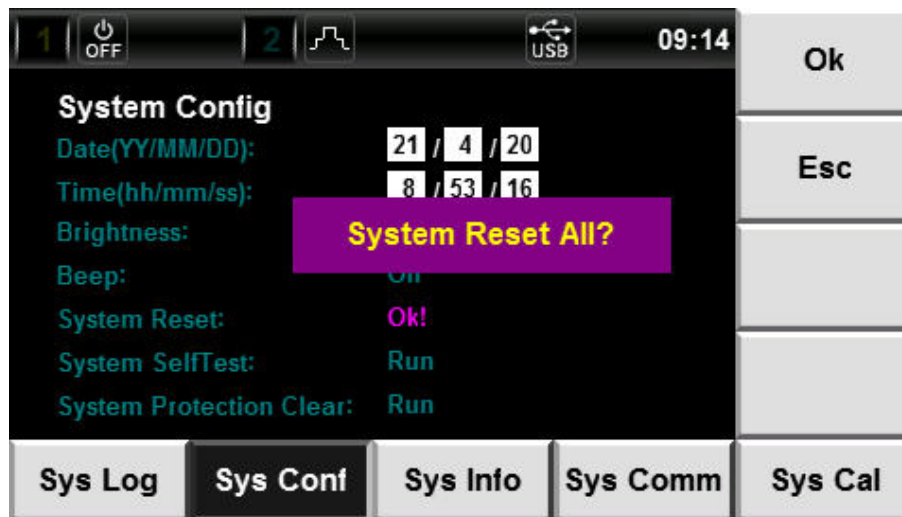 1 OFF 2 USB 09:14
Ok
System Config
Date(YY/MM/DD): 21 / 4 / 20
Esc
Time(hh/mm/ss): 8 / 53 / 16
Brightness:
System Reset All?
Beep:
System Reset: Ok!
System SelfTest: Run
System Protection Clear: Run
Sys Log Sys Conf Sys Info Sys Comm Sys Cal